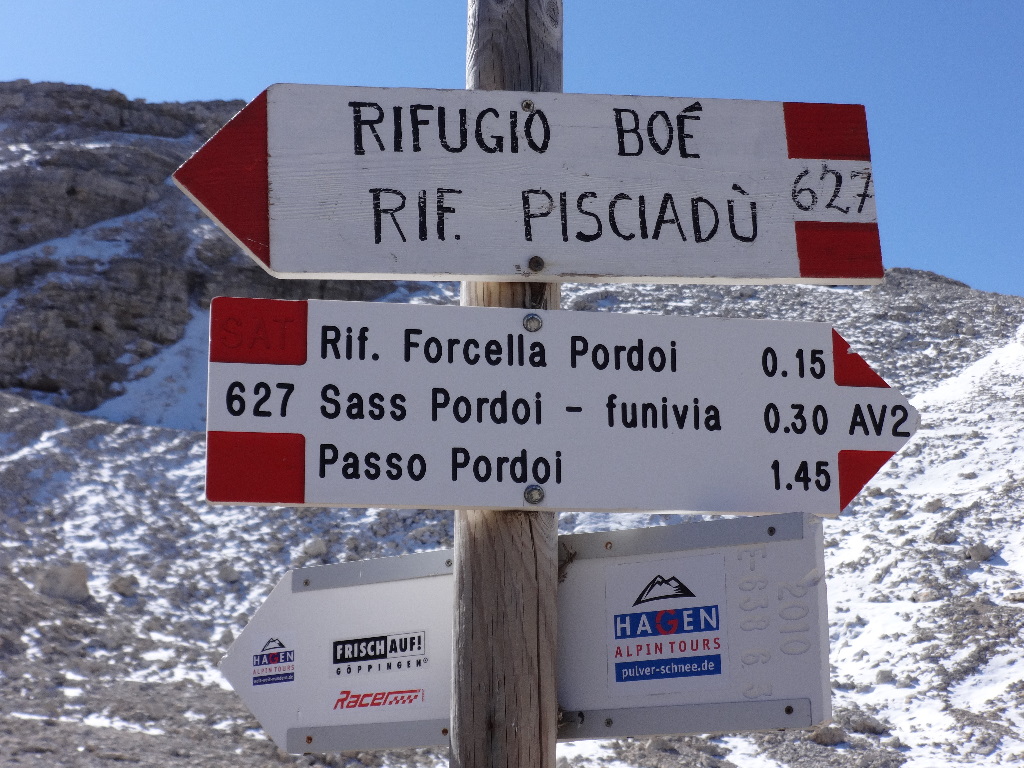 RIFUGIO BOÉ
RIF. PISCIADÙ
627
SAT
Rif. Forcella Pordoi 0.15
627 Sass Pordoi - funivia 0.30 AV2
Passo Pordoi 1.45
HAGEN
ALPIN TOURS
FRISCH AUF!
GÖPPINGEN®
Racer
HAGEN
ALPIN TOURS
pulver-schnee.de
2010